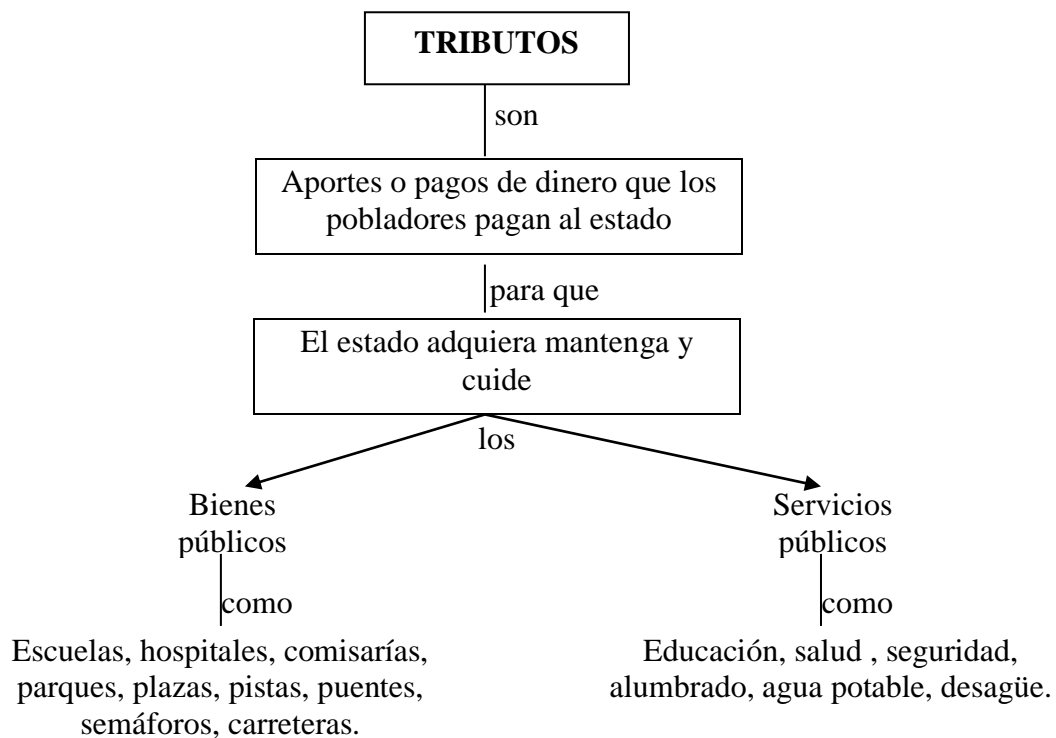 TRIBUTOS
son
Aportes o pagos de dinero que los
pobladores pagan al estado
para que
El estado adquiera mantenga y
cuide
los
Bienes
públicos
como
Escuelas, hospitales, comisarías,
parques, plazas, pistas, puentes,
semáforos, carreteras.
Servicios
públicos
como
Educación, salud , seguridad,
alumbrado, agua potable, desagüe.